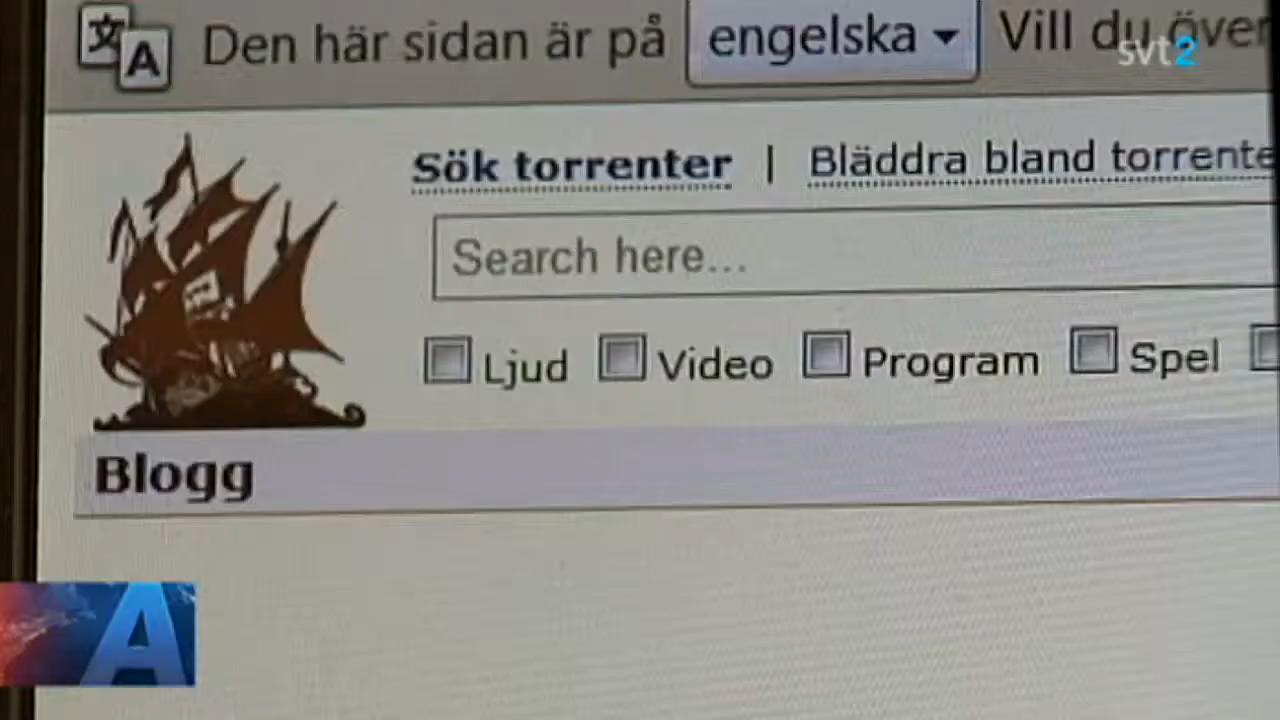 Den här sidan är på engelska Vill du över
svt2
Sök torrenter | Bläddra bland torrente
Search here...
Ljud Video Program Spel
Blogg
A